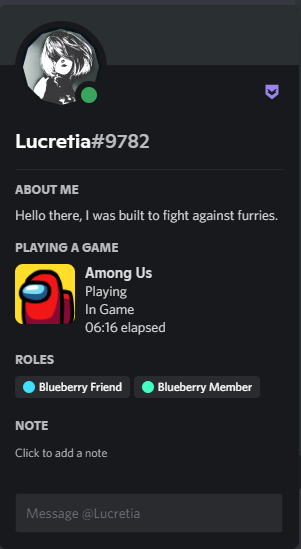 Lucretia#9782
ABOUT ME
Hello there, I was built to fight against furries.
PLAYING A GAME
Among Us
Playing
In Game
06:16 elapsed
ROLES
Blueberry Friend Blueberry Member
NOTE
Click to add a note
Message @Lucretia